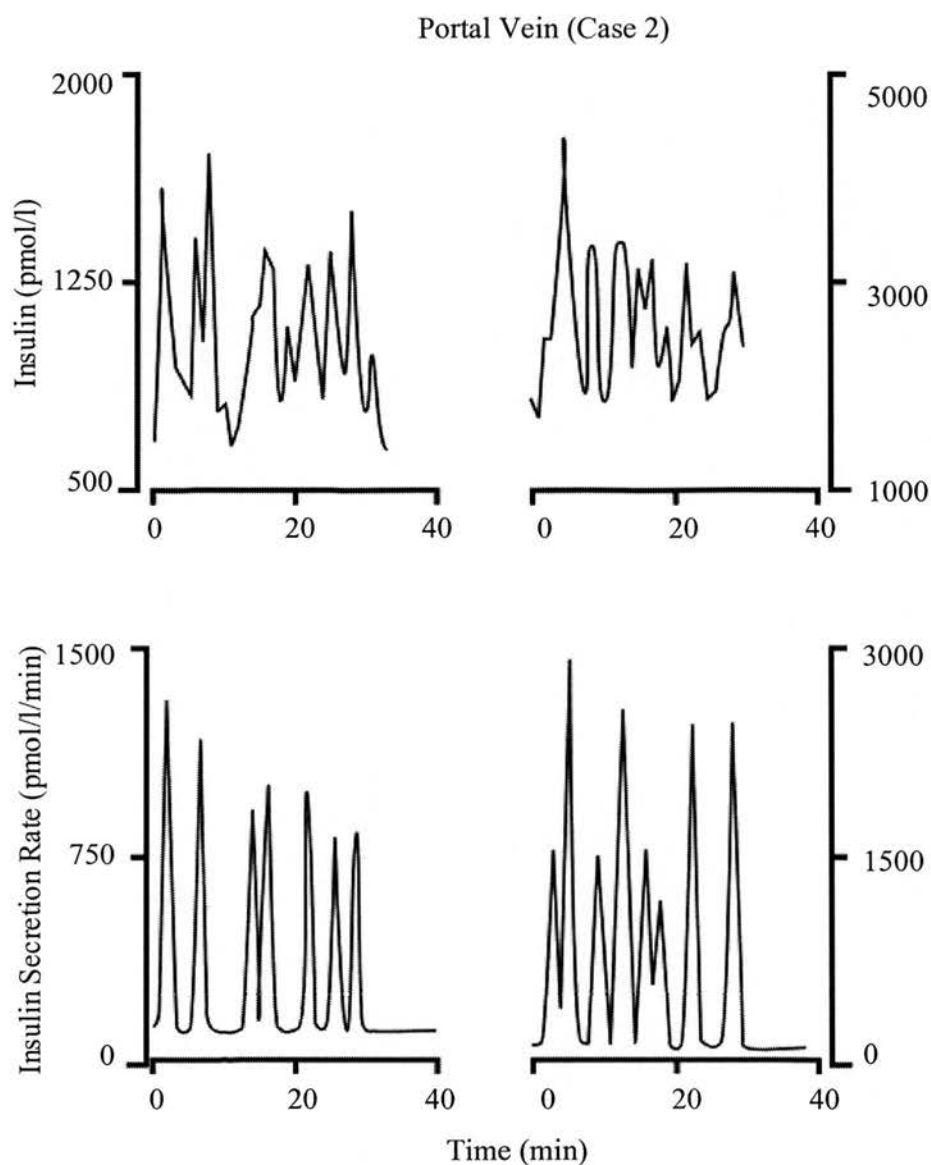 Portal Vein (Case 2)
Insulin (pmol/l)
2000
1250
500
0 20 40
5000
3000
1000
0 20 40
Insulin Secretion Rate (pmol/l/min)
1500
750
0
0 20 40
3000
1500
0
0 20 40
Time (min)